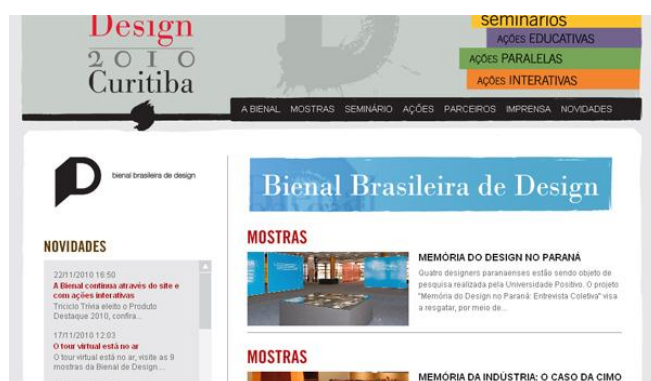 Design
2010
Curitiba
seminários
AÇÕES EDUCATIVAS
AÇÕES PARALELAS
AÇÕES INTERATIVAS
A BIENAL MOSTRAS SEMINÁRIO AÇÕES PARCEIROS IMPRENSA NOVIDADES
bienal brasileira de design
Bienal Brasileira de Design
NOVIDADES
22/11/2010 16:50
A Bienal continua através do site e
com ações interativas
Triciclo Trivia eleito o Produto
Destaque 2010, confira...
17/11/2010 12:03
O tour virtual está no ar
O tour virtual está no ar, visite as 9
mostras da Bienal de Design...
MOSTRAS
MEMÓRIA DO DESIGN NO PARANÁ
Quatro designers paranaenses estão sendo objeto de
pesquisa realizada pela Universidade Positivo. O projeto
"Memória do Design no Paraná: Entrevista Coletiva" visa
a resgatar, por meio de...
MOSTRAS
MEMÓRIA DA INDÚSTRIA: O CASO DA CIMO